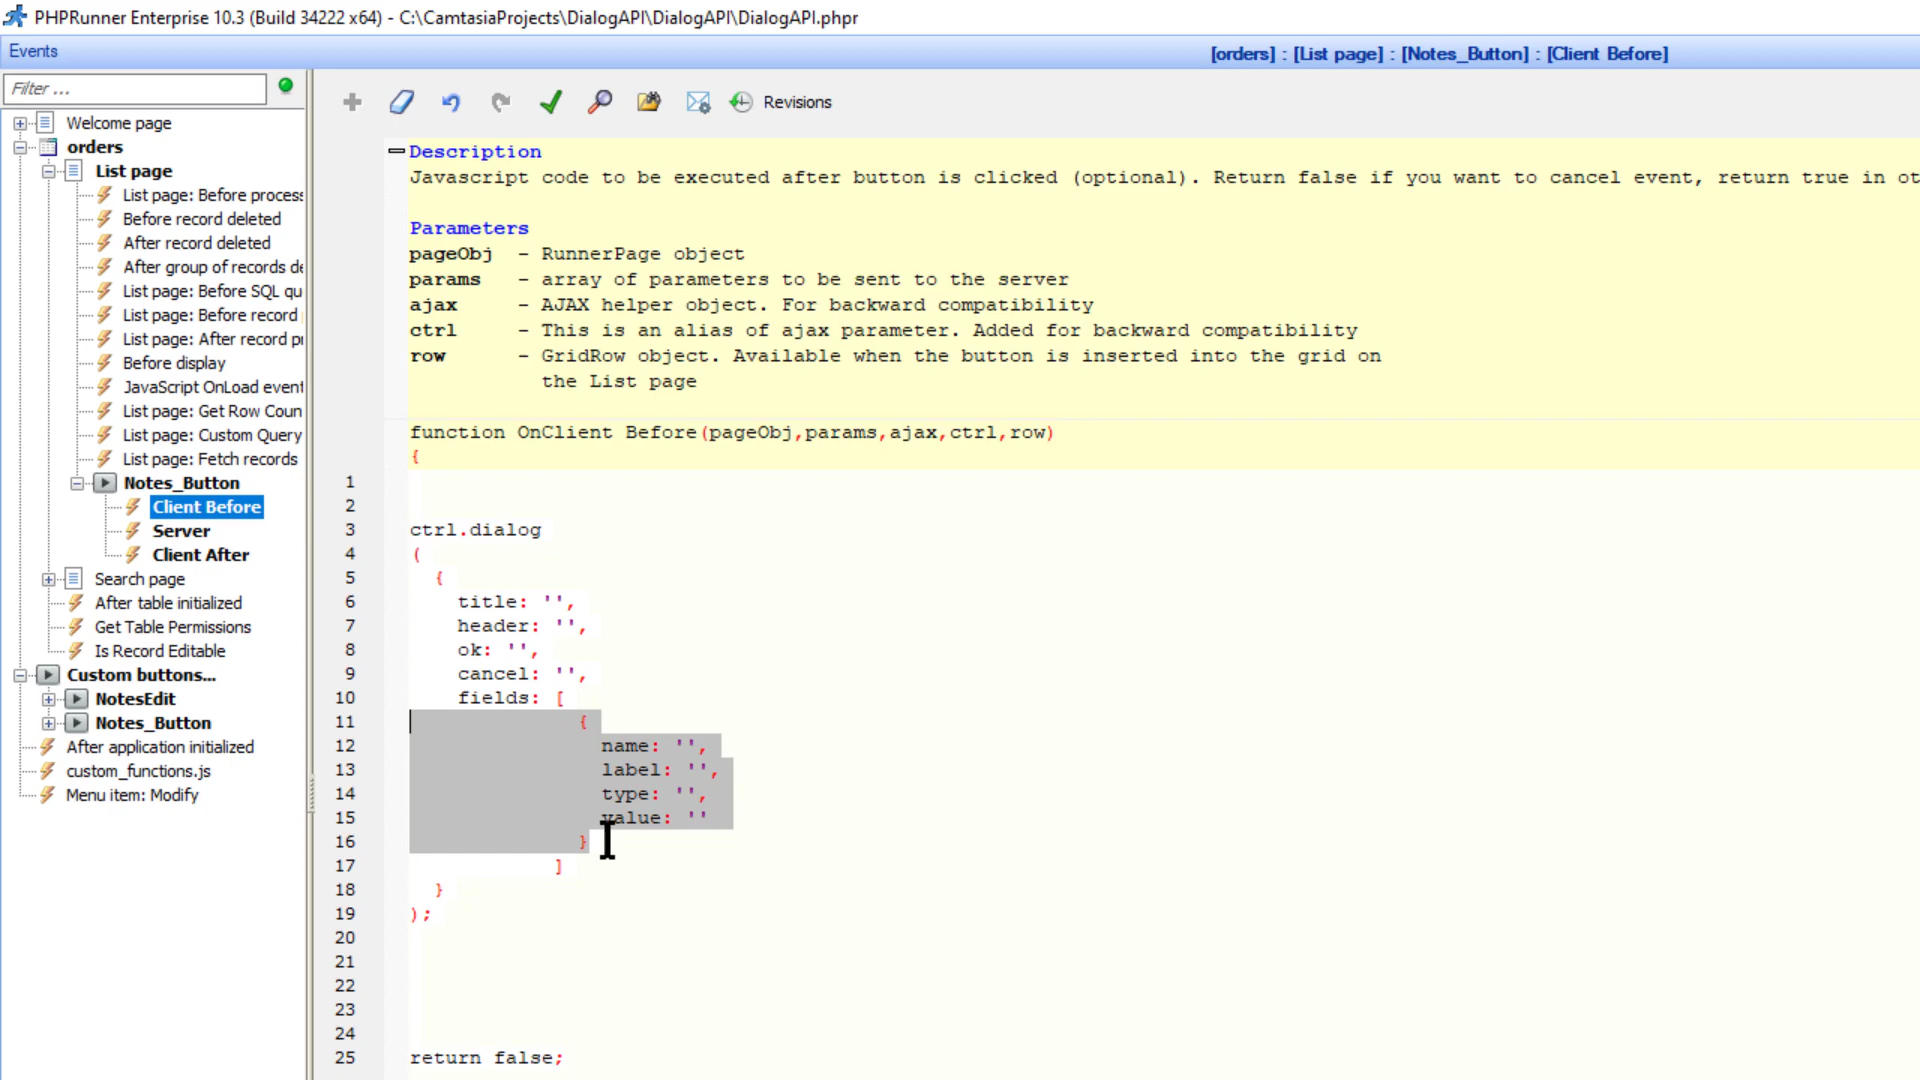 PHPRunner Enterprise 10.3 (Build 34222 x64) - C:\CamtasiaProjects\DialogAPI\DialogAPI\DialogAPI.phpr
Events
[orders] : [List page] : [Notes_Button] : [Client Before]
Filter ...
Revisions
Welcome page
orders
List page
List page: Before process
Before record deleted
After record deleted
After group of records de
List page: Before SQL qu
List page: Before record
List page: After record pr
Before display
JavaScript OnLoad event
List page: Get Row Coun
List page: Custom Query
List page: Fetch records
Notes_Button
Client Before
Server
Client After
Search page
After table initialized
Get Table Permissions
Is Record Editable
Custom buttons...
NotesEdit
Notes_Button
After application initialized
custom_functions.js
Menu item: Modify
Description
Javascript code to be executed after button is clicked (optional). Return false if you want to cancel event, return true in ot
Parameters
pageObj - RunnerPage object
params - array of parameters to be sent to the server
ajax - AJAX helper object. For backward compatibility
ctrl - This is an alias of ajax parameter. Added for backward compatibility
row - GridRow object. Available when the button is inserted into the grid on
the List page
function OnClient Before(pageObj,params,ajax,ctrl,row)
{
1
2
3 ctrl.dialog
4 (
5 {
6 title: '',
7 header: '',
8 ok: '',
9 cancel: '',
10 fields: [
11 {
12 name: '',
13 label: '',
14 type: '',
15 value: ''
16 }
17 ]
18 }
19 );
20
21
22
23
24
25 return false;